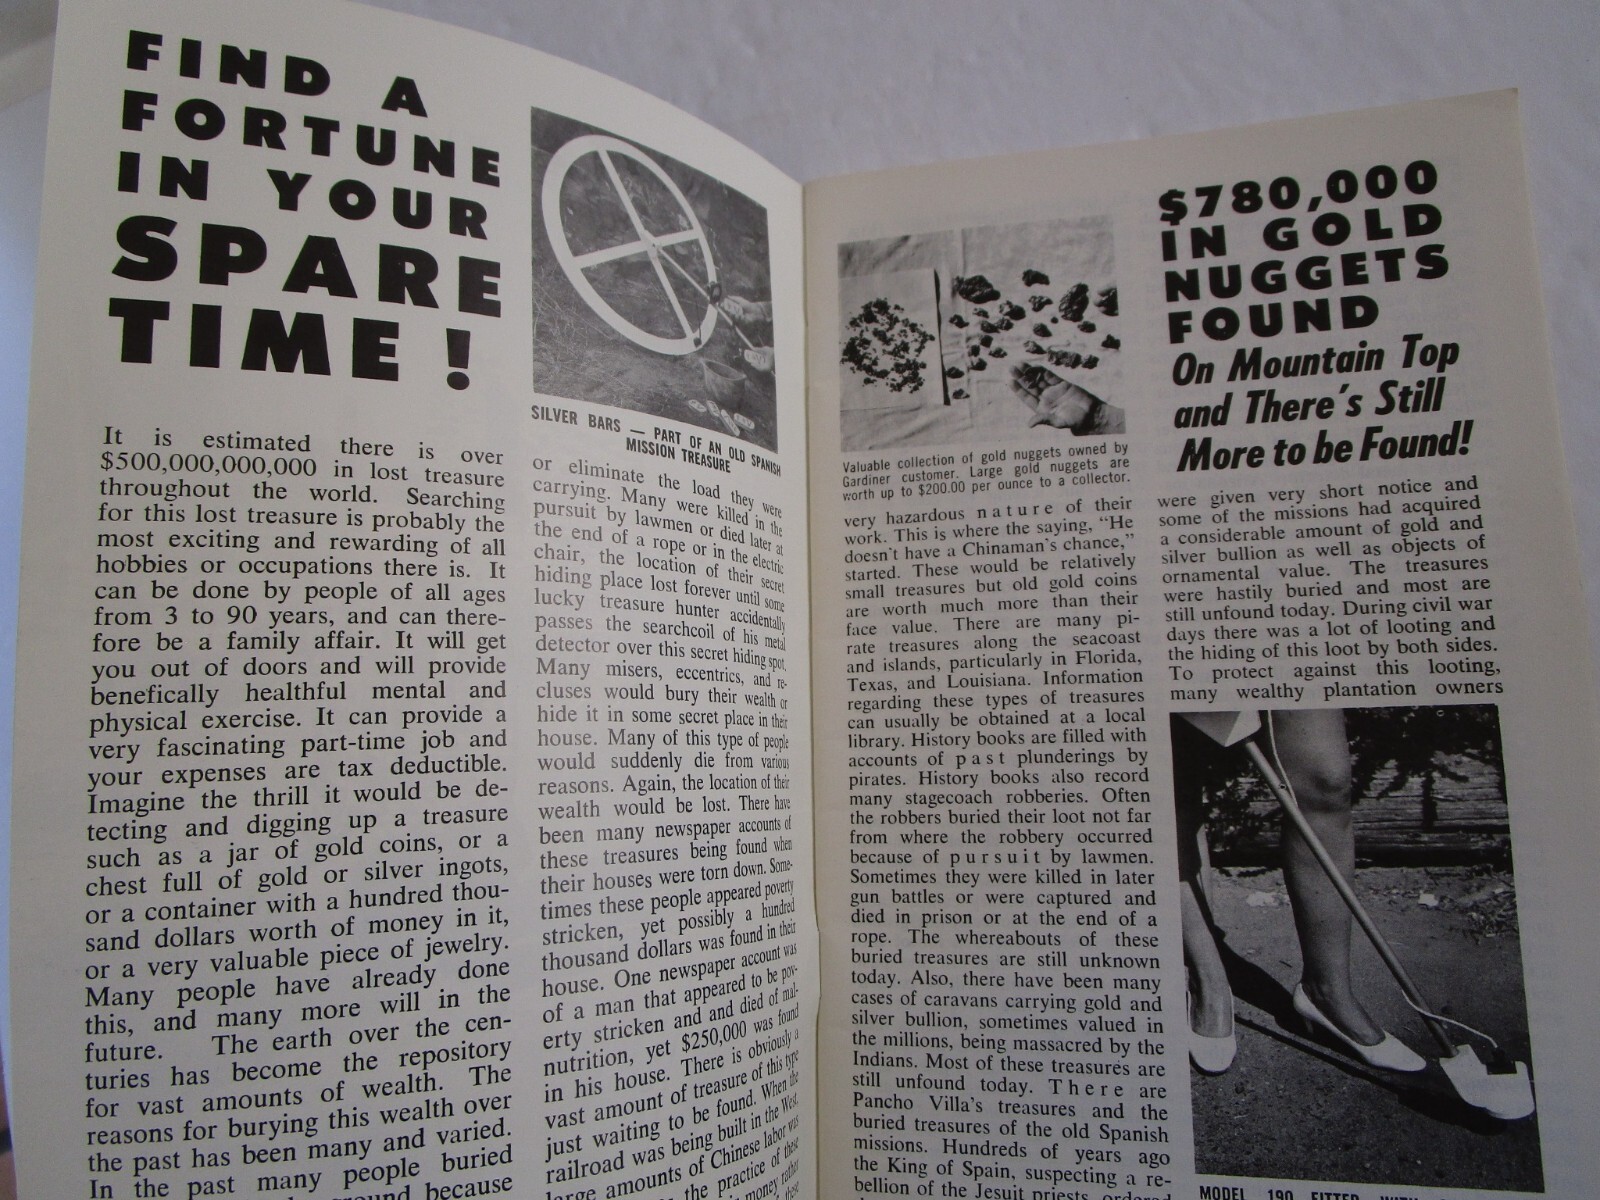 FIND A
FORTUNE
IN YOUR
SPARE
TIME!
It is estimated there is over
$500,000,000,000 in lost treasure
throughout the world. Searching
for this lost treasure is probably the
most exciting and rewarding of all
hobbies or occupations there is. It
can be done by people of all ages
from 3 to 90 years, and can there-
fore be a family affair. It will get
you out of doors and will provide
benefically healthful mental and
physical exercise. It can provide a
very fascinating part-time job and
your expenses are tax deductible.
Imagine the thrill it would be de-
tecting and digging up a treasure
such as a jar of gold coins, or a
chest full of gold or silver ingots,
or a container with a hundred thou-
sand dollars worth of money in it,
or a very valuable piece of jewelry.
Many people have already done
this, and many more will in the
future. The earth over the cen-
turies has become the repository
for vast amounts of wealth. The
reasons for burying this wealth over
the past has been many and varied.
In the past many people buried
because
SILVER BARS — PART OF AN OLD SPANISH
MISSION TREASURE
or eliminate the load they were
carrying. Many were killed in the
pursuit by lawmen or died later at
the end of a rope or in the electric
chair, the location of their secret
hiding place lost forever until some
lucky treasure hunter accidentally
passes the searchcoil of his metal
detector over this secret hiding spot.
Many misers, eccentrics, and re-
cluses would bury their wealth or
hide it in some secret place in their
house. Many of this type of people
would suddenly die from various
reasons. Again, the location of their
wealth would be lost. There have
been many newspaper accounts of
these treasures being found when
their houses were torn down. Some-
times these people appeared poverty
stricken, yet possibly a hundred
thousand dollars was found in their
house. One newspaper account was
of a man that appeared to be pov-
erty stricken and and died of mal-
nutrition, yet $250,000 was found
in his house. There is obviously a
vast amount of treasure of this type
just waiting to be found. When the
railroad was being built in the West,
large amounts of Chinese labor was
the practice of these
money rather
these
Valuable collection of gold nuggets owned by
Gardiner customer. Large gold nuggets are
worth up to $200.00 per ounce to a collector.
very hazardous nature of their
work. This is where the saying, "He
doesn't have a Chinaman's chance,"
started. These would be relatively
small treasures but old gold coins
are worth much more than their
face value. There are many pi-
rate treasures along the seacoast
and islands, particularly in Florida,
Texas, and Louisiana. Information
regarding these types of treasures
can usually be obtained at a local
library. History books are filled with
accounts of past plunderings by
pirates. History books also record
many stagecoach robberies. Often
the robbers buried their loot not far
from where the robbery occurred
because of pursuit by lawmen.
Sometimes they were killed in later
gun battles or were captured and
died in prison or at the end of a
rope. The whereabouts of these
buried treasures are still unknown
today. Also, there have been many
cases of caravans carrying gold and
silver bullion, sometimes valued in
the millions, being massacred by the
Indians. Most of these treasures are
still unfound today. There are
Pancho Villa's treasures and the
buried treasures of the old Spanish
missions. Hundreds of years ago
the King of Spain, suspecting a re-
bellion of the Jesuit priests, ordered
$780,000
IN GOLD
NUGGETS
FOUND
On Mountain Top
and There's Still
More to be Found!
were given very short notice and
some of the missions had acquired
a considerable amount of gold and
silver bullion as well as objects of
ornamental value. The treasures
were hastily buried and most are
still unfound today. During civil war
days there was a lot of looting and
the hiding of this loot by both sides.
To protect against this looting,
many wealthy plantation owners
MODEL 190 FITTED